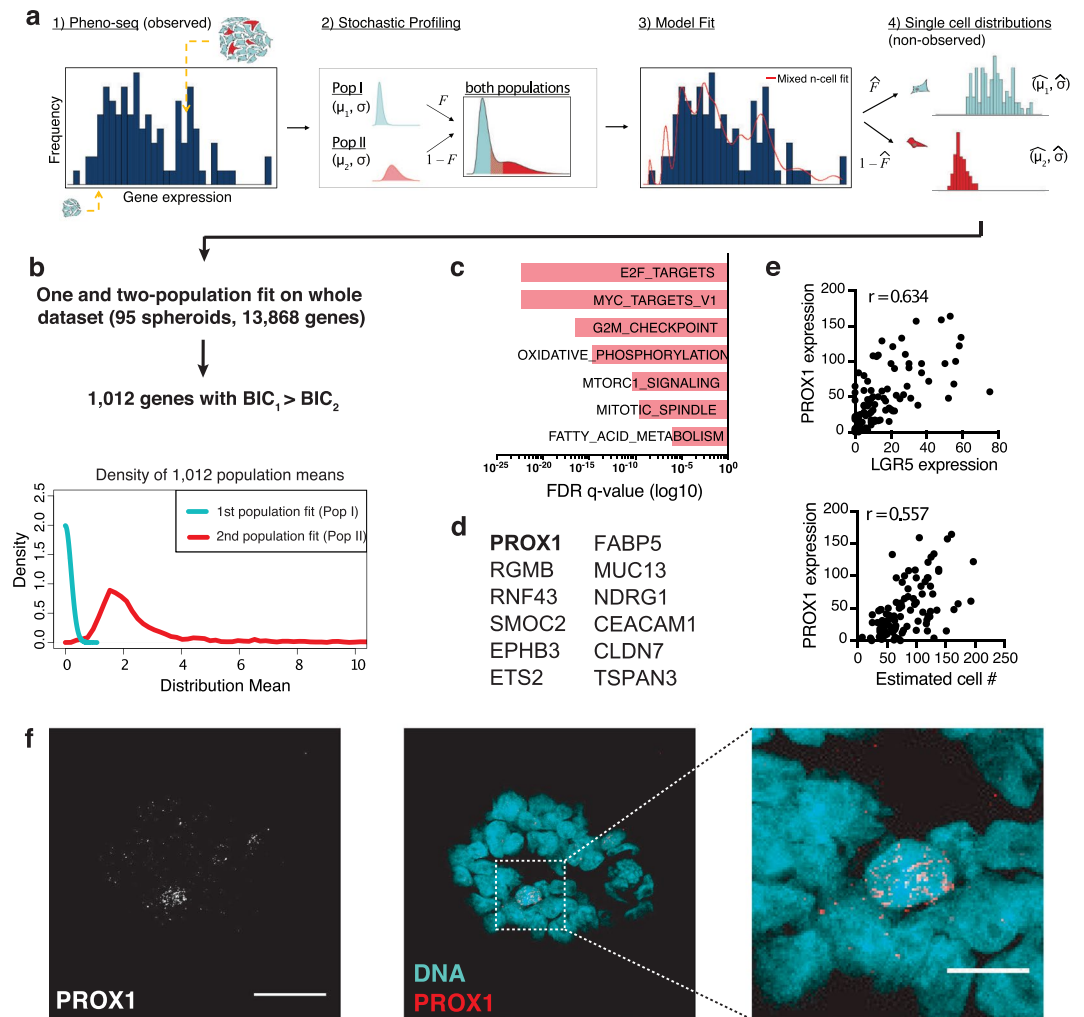 a
1) Pheno-seq (observed)
Frequency
Gene expression
2) Stochastic Profiling
Pop I
(μ1, σ)
Pop II
(μ2, σ)
F
1 − F
both populations
3) Model Fit
Mixed n-cell fit
4) Single cell distributions
(non-observed)
F̂
1 − F̂
(μ̂1, σ̂)
(μ̂2, σ̂)
b
One and two-population fit on whole
dataset (95 spheroids, 13,868 genes)
1,012 genes with BIC1 > BIC2
Density of 1,012 population means
1st population fit (Pop I)
2nd population fit (Pop II)
Density
0.0 0.5 1.0 1.5 2.0 2.5
0 2 4 6 8 10
Distribution Mean
c
E2F_TARGETS
MYC_TARGETS_V1
G2M_CHECKPOINT
OXIDATIVE_PHOSPHORYLATION
MTORC1_SIGNALING
MITOTIC_SPINDLE
FATTY_ACID_METABOLISM
10-25 10-20 10-15 10-10 10-5 100
FDR q-value (log10)
d
PROX1 FABP5
RGMB MUC13
RNF43 NDRG1
SMOC2 CEACAM1
EPHB3 CLDN7
ETS2 TSPAN3
e
r = 0.634
PROX1 expression
200
150
100
50
0
0 20 40 60 80
LGR5 expression
r = 0.557
PROX1 expression
200
150
100
50
0
0 50 100 150 200 250
Estimated cell #
f
PROX1
DNA
PROX1